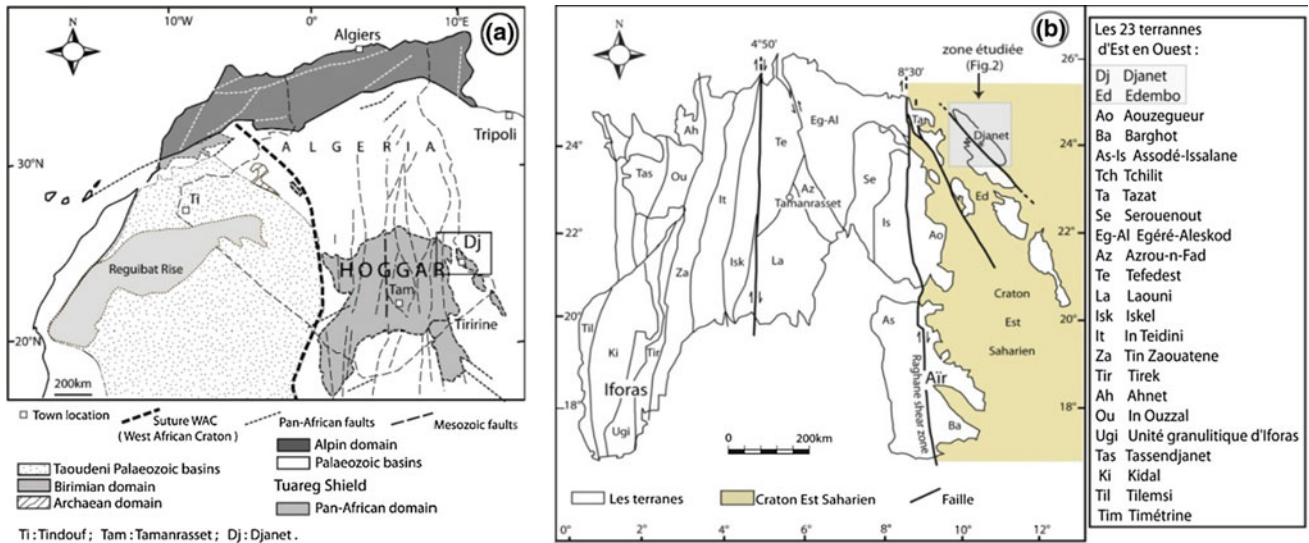 10°W
0°
10°E
(a)
N
Algiers
Tripoli
A L G E R I A
30°N
Ti
Reguibat Rise
Dj
HOGGAR
Tam
Tiririne
20°N
200km
Town location
Suture WAC
(West African Craton)
Pan-African faults
Mesozoic faults
Alpin domain
Taoudeni Palaeozoic basins
Palaeozoic basins
Birimian domain
Tuareg Shield
Archaean domain
Pan-African domain
Ti : Tindouf ; Tam : Tamanrasset ; Dj : Djanet .
(b)
N
4°50'
8°30'
zone étudiée
(Fig.2)
26°
24°
24°
22°
22°
20°
20°
18°
18°
Ah
Tas
Ou
Te
Eg-Al
Tar
Djanet
Az
Tamanrasset
Se
Ed
It
Is
Ao
Za
Isk
La
Craton
Est
Saharien
Til
Ki
Tir
As
Iforas
Aïr
Raghane shear zone
Ugi
Ba
0
200km
Les terranes
Craton Est Saharien
Faille
0°
2°
4°
6°
8°
10°
12°
Les 23 terrannes
d'Est en Ouest :
Dj Djanet
Ed Edembo
Ao Aouzegueur
Ba Barghot
As-Is Assodé-Issalane
Tch Tchilit
Ta Tazat
Se Serouenout
Eg-Al Egéré-Aleskod
Az Azrou-n-Fad
Te Tefedest
La Laouni
Isk Iskel
It In Teidini
Za Tin Zaouatene
Tir Tirek
Ah Ahnet
Ou In Ouzzal
Ugi Unité granulitique d'Iforas
Tas Tassendjanet
Ki Kidal
Til Tilemsi
Tim Timétrine